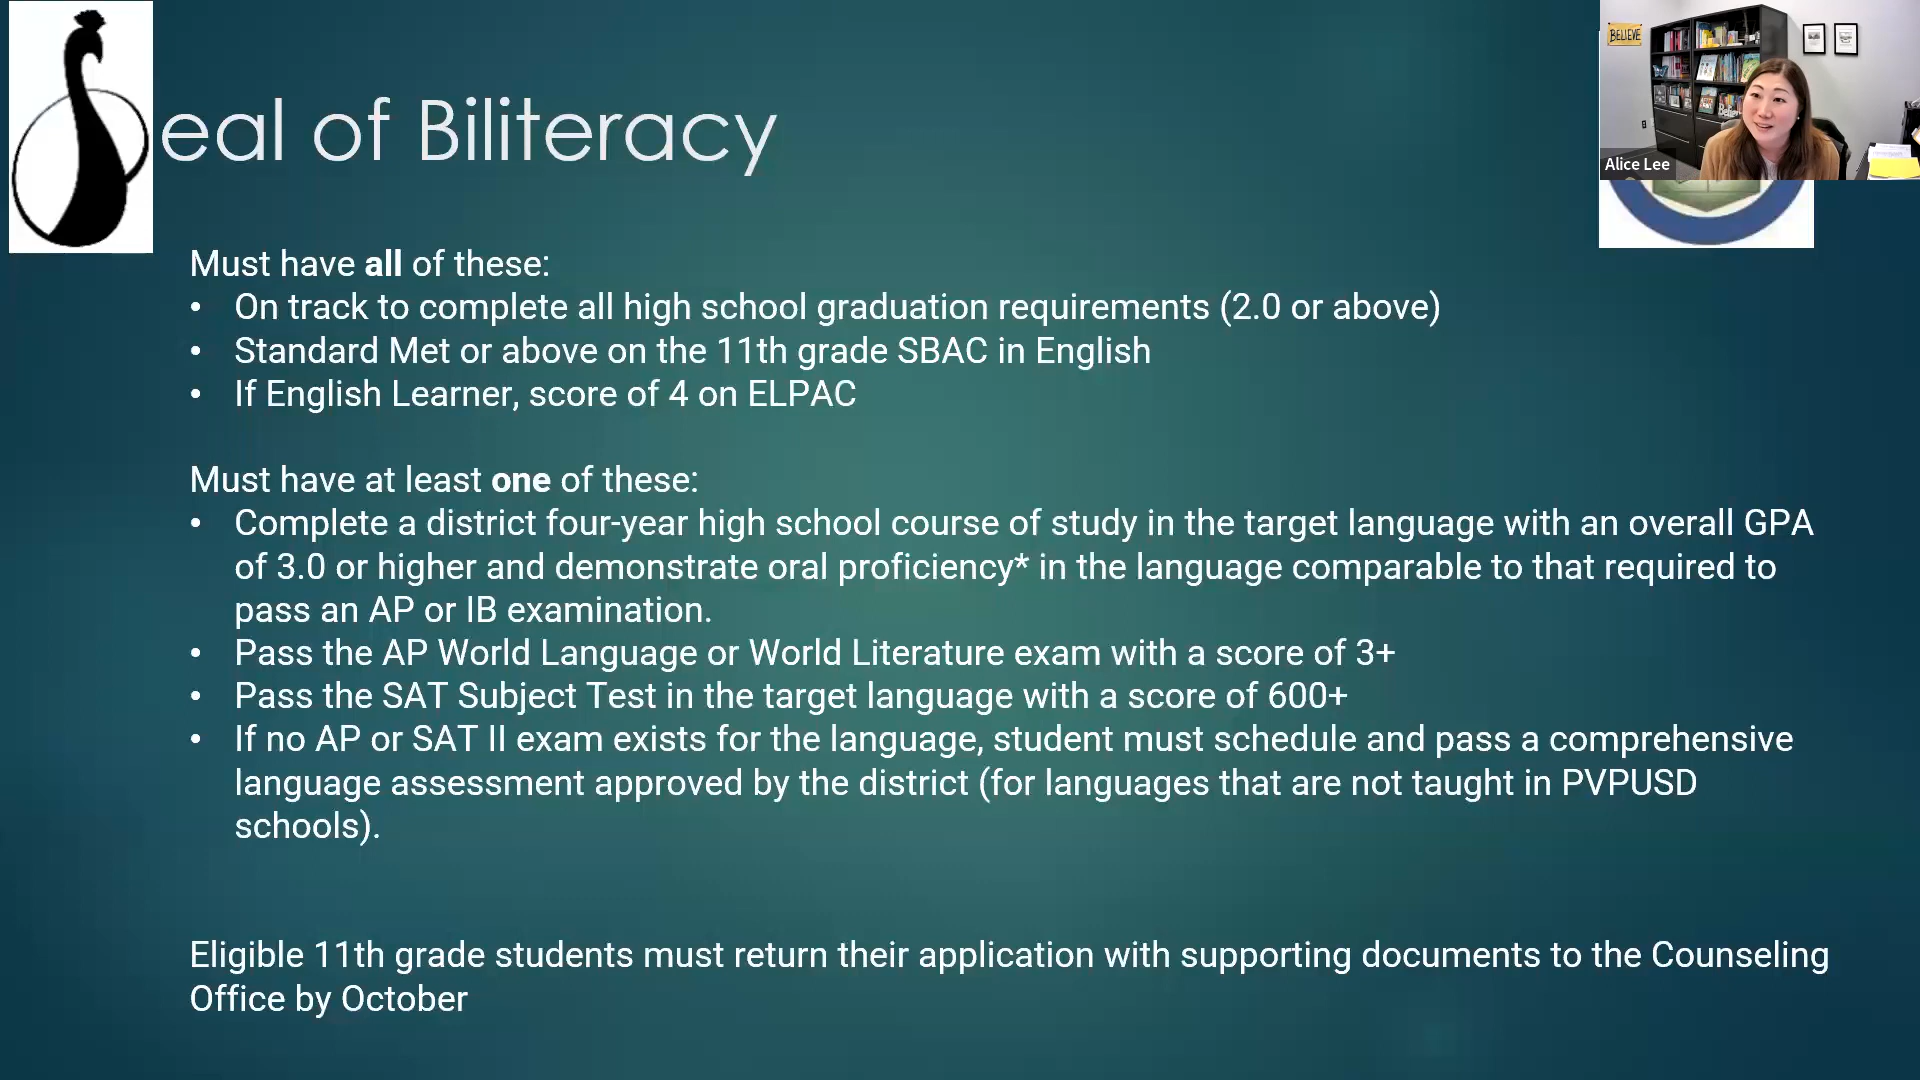 eal of Biliteracy
BELIEVE
Alice Lee
Must have all of these:
• On track to complete all high school graduation requirements (2.0 or above)
• Standard Met or above on the 11th grade SBAC in English
• If English Learner, score of 4 on ELPAC
Must have at least one of these:
• Complete a district four-year high school course of study in the target language with an overall GPA
of 3.0 or higher and demonstrate oral proficiency* in the language comparable to that required to
pass an AP or IB examination.
• Pass the AP World Language or World Literature exam with a score of 3+
• Pass the SAT Subject Test in the target language with a score of 600+
• If no AP or SAT II exam exists for the language, student must schedule and pass a comprehensive
language assessment approved by the district (for languages that are not taught in PVPUSD
schools).
Eligible 11th grade students must return their application with supporting documents to the Counseling
Office by October